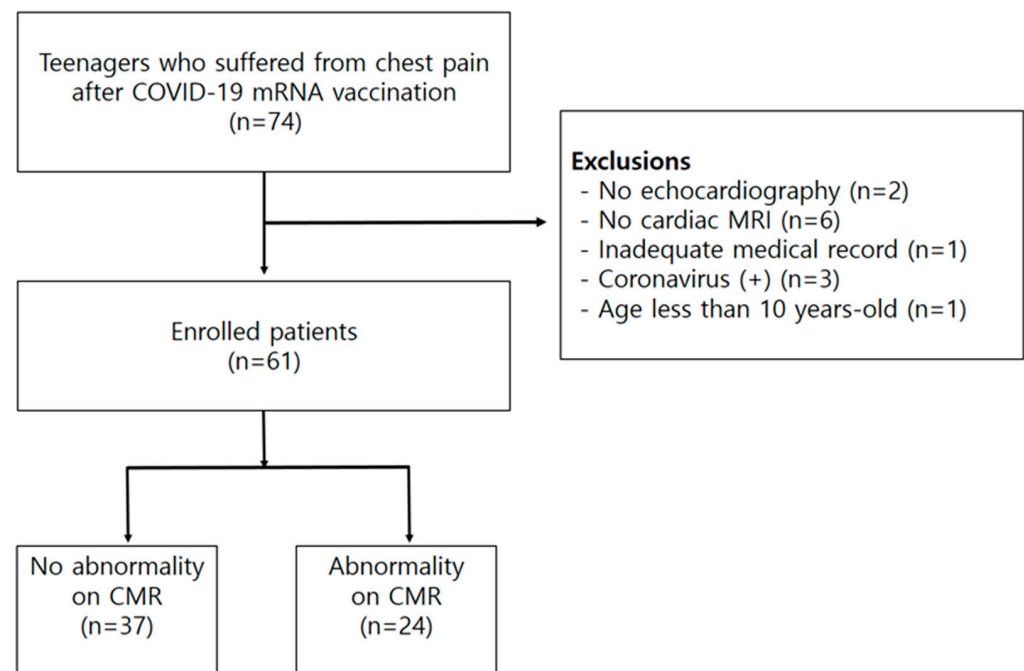 Teenagers who suffered from chest pain
after COVID-19 mRNA vaccination
(n=74)
Exclusions
- No echocardiography (n=2)
- No cardiac MRI (n=6)
- Inadequate medical record (n=1)
- Coronavirus (+) (n=3)
- Age less than 10 years-old (n=1)
Enrolled patients
(n=61)
No abnormality
on CMR
(n=37)
Abnormality
on CMR
(n=24)